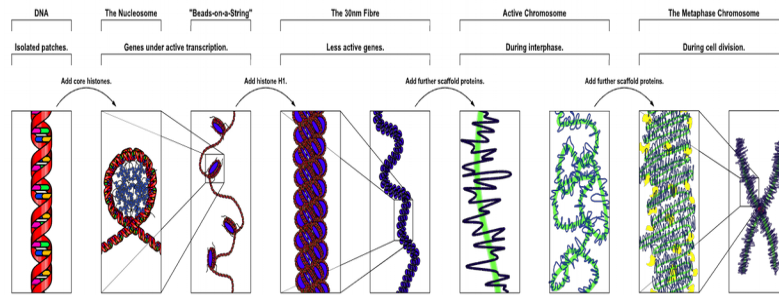 DNA
The Nucleosome
"Beads-on-a-String"
The 30nm Fibre
Active Chromosome
The Metaphase Chromosome
Isolated patches.
Genes under active transcription.
Less active genes.
During interphase.
During cell division.
Add core histones.
Add histone H1.
Add further scaffold proteins.
Add further scaffold proteins.